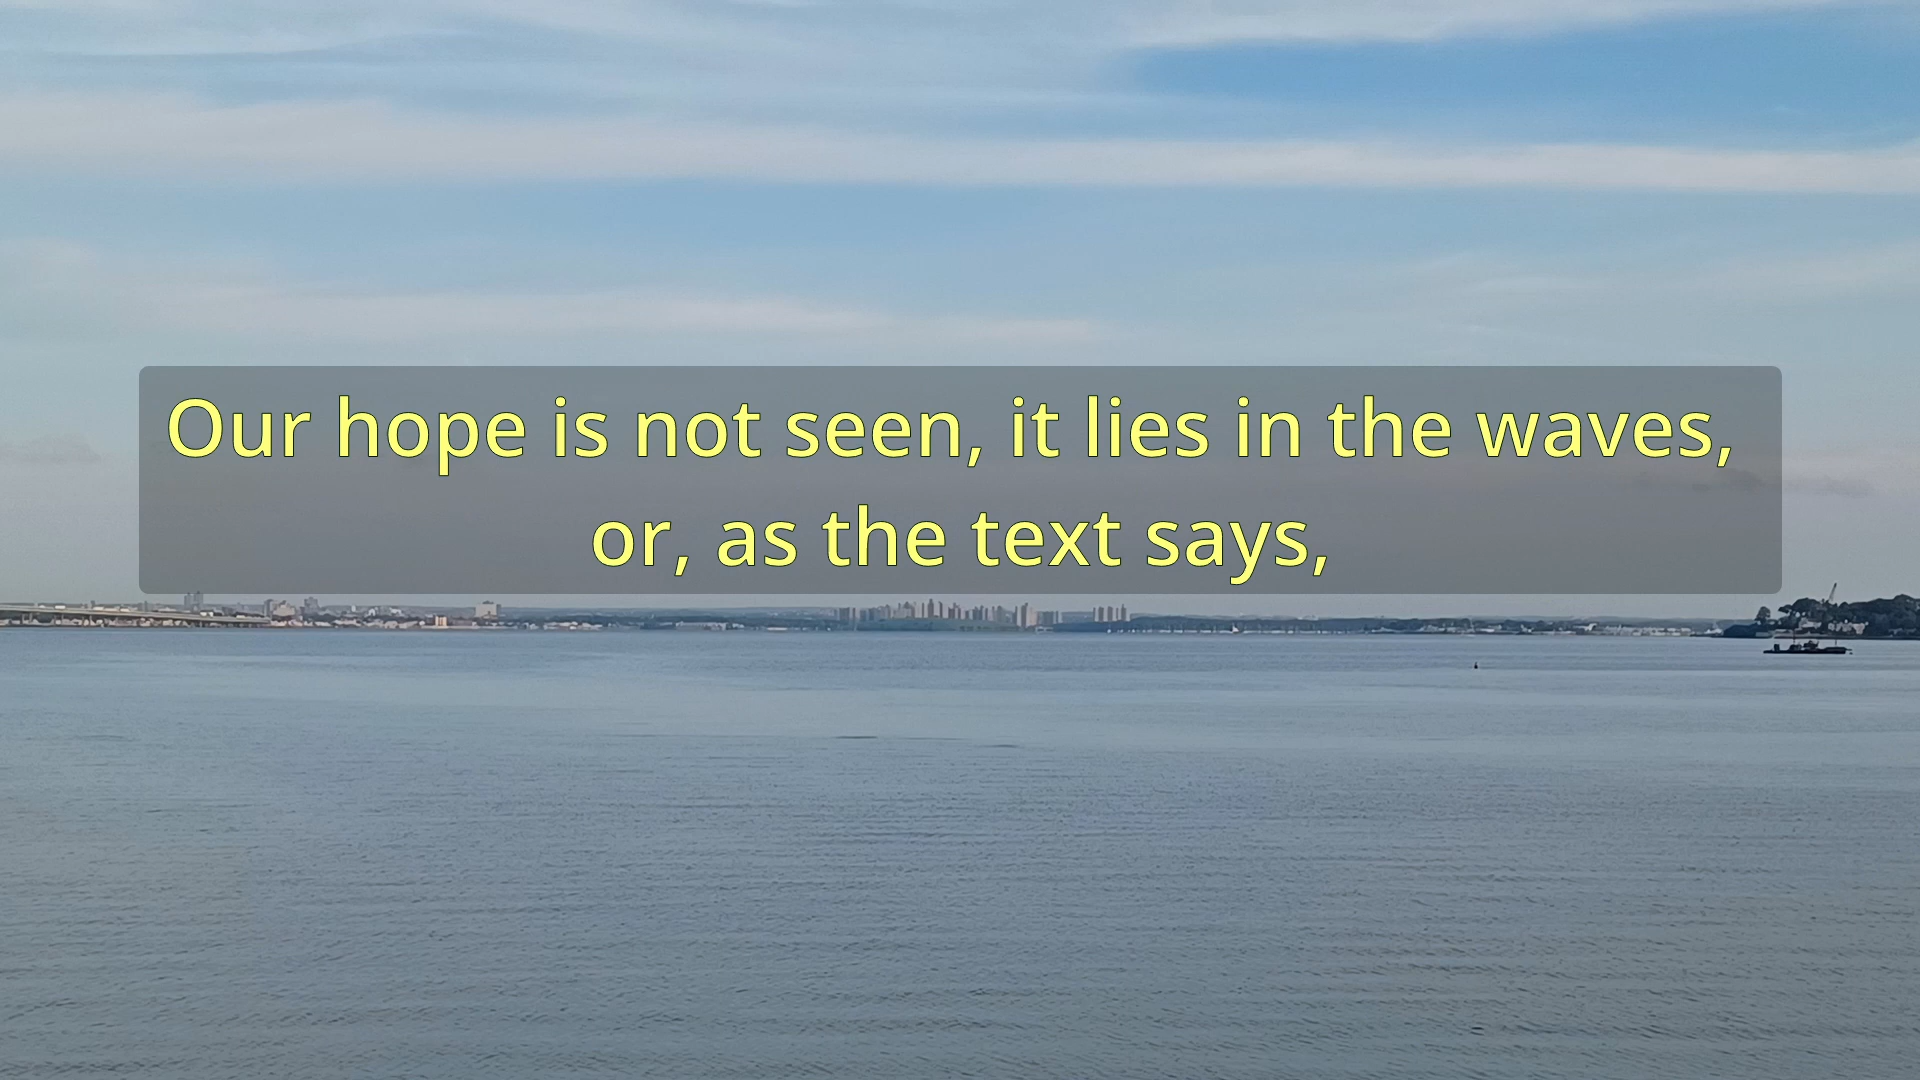 Our hope is not seen, it lies in the waves,
or, as the text says,